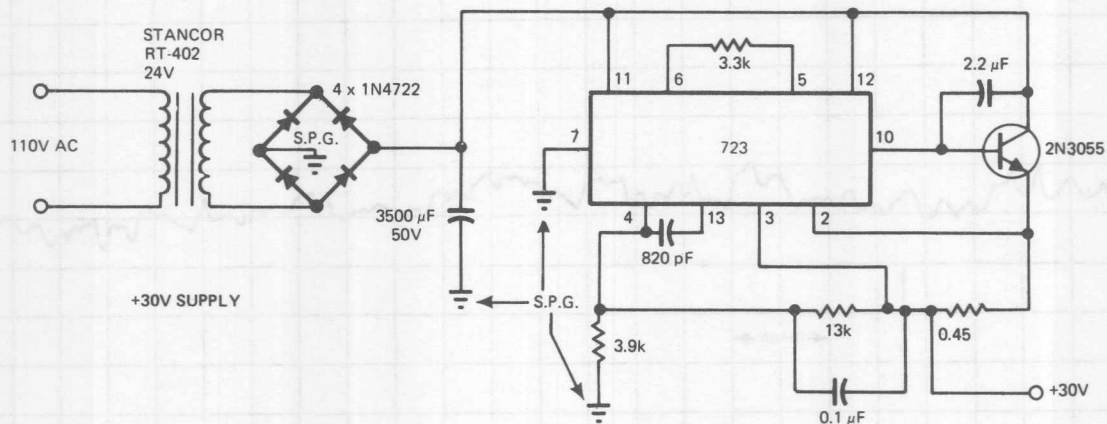 STANCOR
RT-402
24V
110V AC
4 x 1N4722
S.P.G.
3500 µF
50V
+30V SUPPLY
S.P.G.
11
6
3.3k
5
12
7
723
10
2.2 µF
2N3055
4
13
3
2
820 pF
3.9k
13k
0.45
0.1 µF
+30V